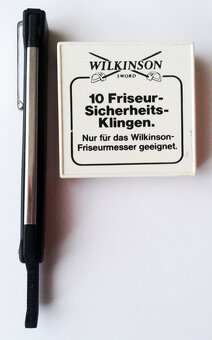 WILKINSON
SWORD
10 Friseur-
Sicherheits-
Klingen.
Nur für das Wilkinson-
Friseurmesser geeignet.